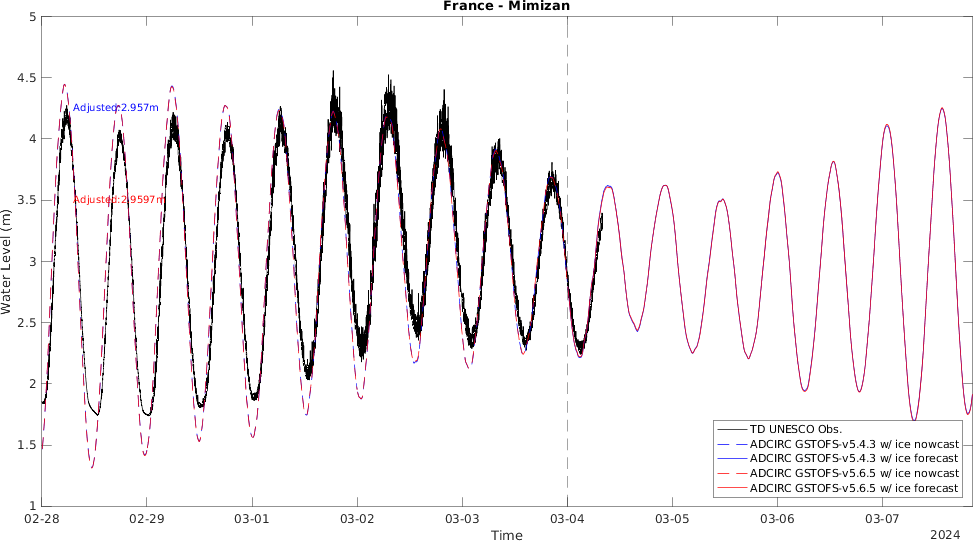 France - Mimizan
Water Level (m)
5
4.5
4
3.5
3
2.5
2
1.5
1
Adjusted:2.957m
Adjusted:2.9597m
TD UNESCO Obs.
ADCIRC GSTOFS-v5.4.3 w/ ice nowcast
ADCIRC GSTOFS-v5.4.3 w/ ice forecast
ADCIRC GSTOFS-v5.6.5 w/ ice nowcast
ADCIRC GSTOFS-v5.6.5 w/ ice forecast
02-28 02-29 03-01 03-02 03-03 03-04 03-05 03-06 03-07
Time
2024